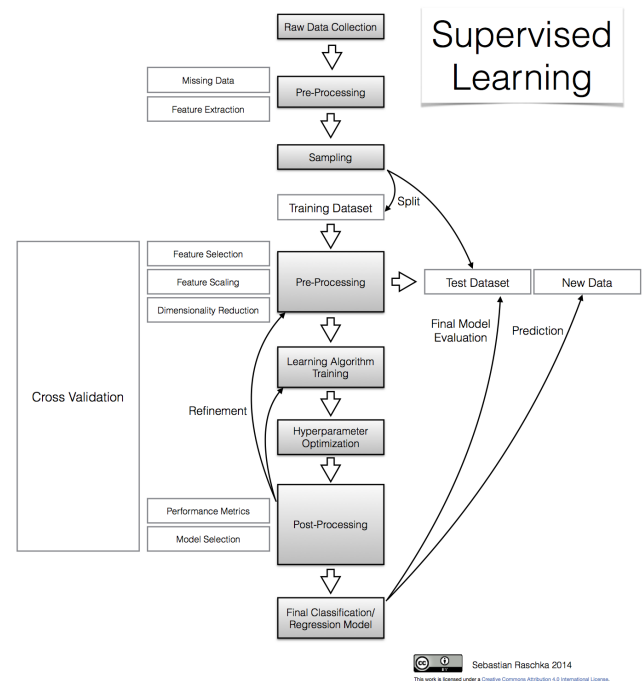 Supervised
Learning
Raw Data Collection
Missing Data
Pre-Processing
Feature Extraction
Sampling
Split
Training Dataset
Feature Selection
Feature Scaling
Pre-Processing
Test Dataset
New Data
Dimensionality Reduction
Final Model
Evaluation
Prediction
Learning Algorithm
Training
Cross Validation
Refinement
Hyperparameter
Optimization
Performance Metrics
Post-Processing
Model Selection
Final Classification/
Regression Model
cc
BY
Sebastian Raschka 2014
This work is licensed under a Creative Commons Attribution 4.0 International License.